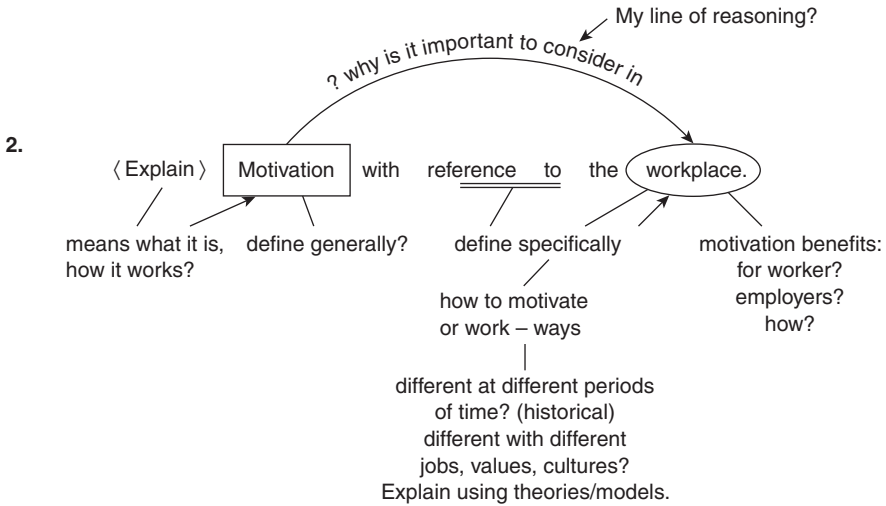 My line of reasoning?
? why is it important to consider in
2.
〈 Explain 〉 Motivation with reference to the workplace.
means what it is,
how it works?
define generally?
define specifically
motivation benefits:
for worker?
employers?
how?
how to motivate
or work – ways
different at different periods
of time? (historical)
different with different
jobs, values, cultures?
Explain using theories/models.